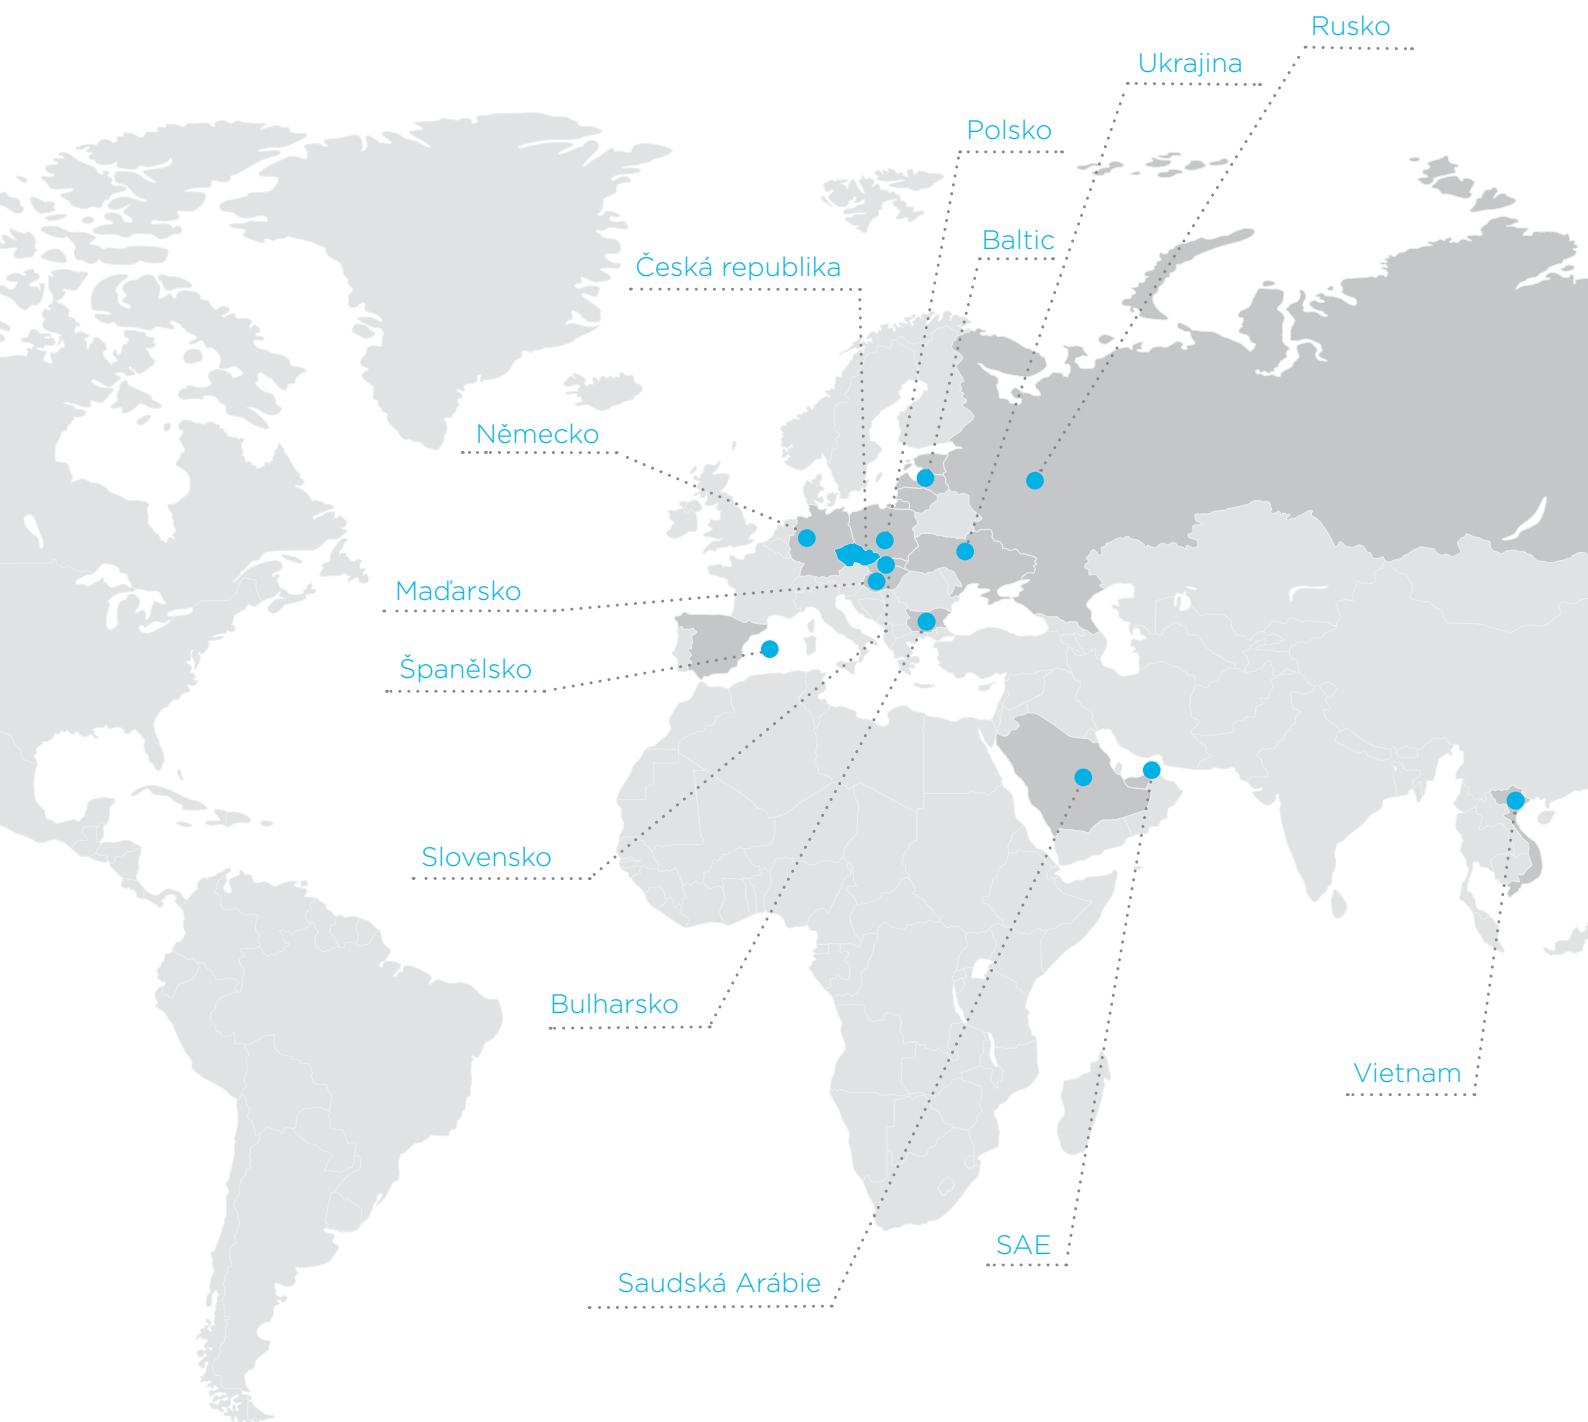 Rusko
Ukrajina
Polsko
Baltic
Česká republika
Německo
Maďarsko
Španělsko
Slovensko
Bulharsko
Vietnam
SAE
Saudská Arábie